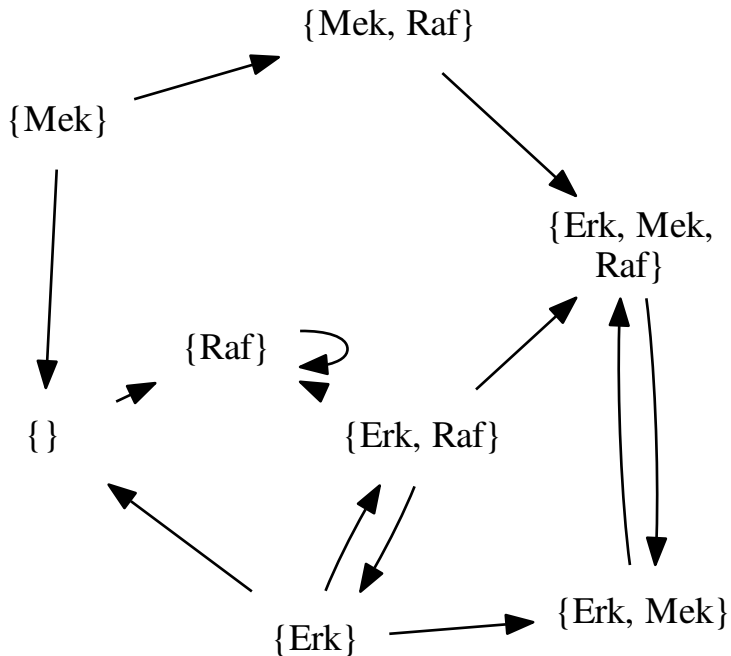 {Mek, Raf}
{Mek}
{Erk, Mek,
Raf}
{Raf}
{}
{Erk, Raf}
{Erk, Mek}
{Erk}